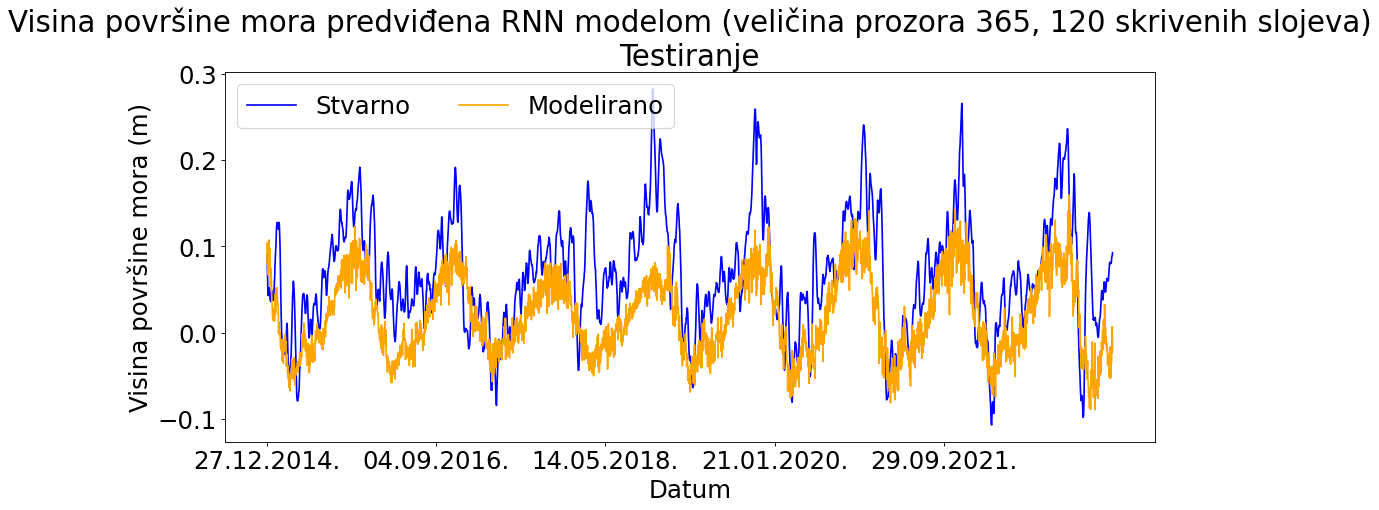 Visina površine mora predviđena RNN modelom (veličina prozora 365, 120 skrivenih slojeva)
Testiranje
Stvarno
Modelirano
Visina površine mora (m)
0.3
0.2
0.1
0.0
−0.1
27.12.2014.
04.09.2016.
14.05.2018.
21.01.2020.
29.09.2021.
Datum